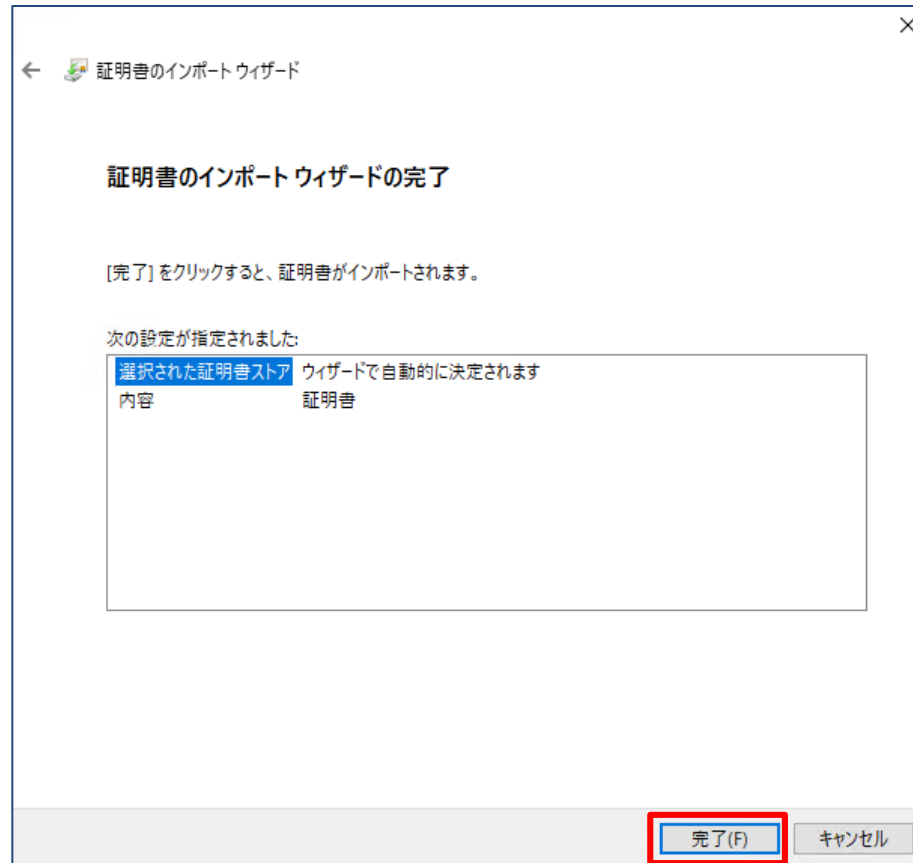 証明書のインポート ウィザード
証明書のインポート ウィザードの完了
[完了] をクリックすると、証明書がインポートされます。
次の設定が指定されました:
選択された証明書ストア ウィザードで自動的に決定されます
内容 証明書
完了(F) キャンセル